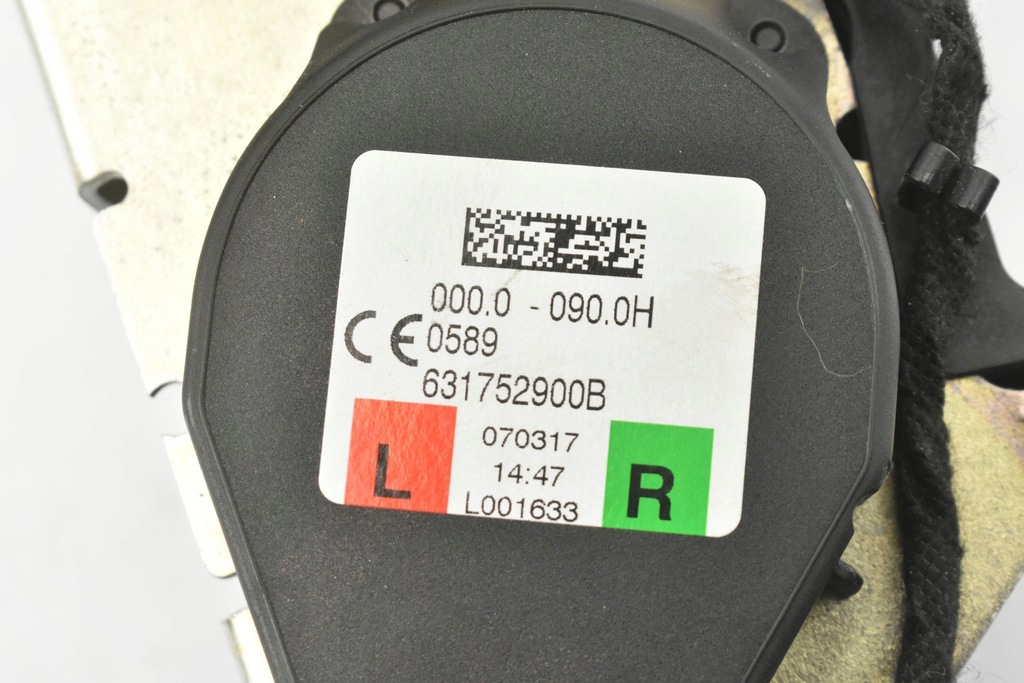 000.0 - 090.0H
CE 0589
631752900B
L
070317
14:47
L001633
R